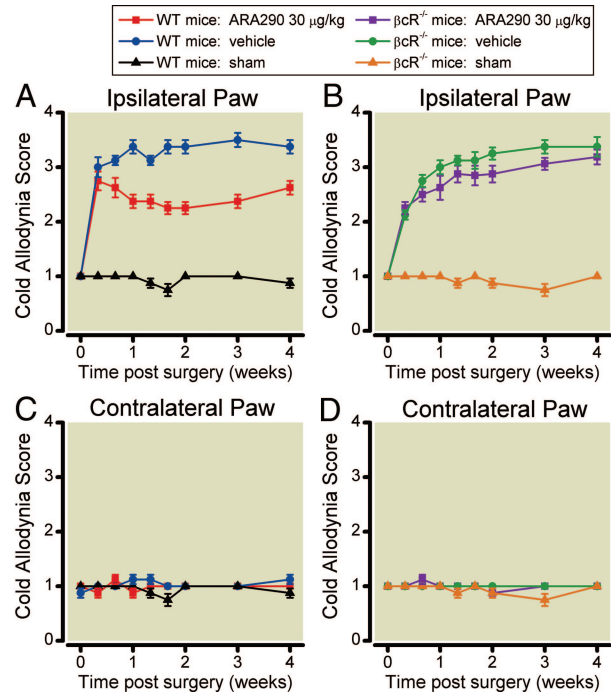 WT mice: ARA290 30 μg/kg
WT mice: vehicle
WT mice: sham
βcR-/- mice: ARA290 30 μg/kg
βcR-/- mice: vehicle
βcR-/- mice: sham
A
Ipsilateral Paw
Cold Allodynia Score
4
3
2
1
0
0 1 2 3 4
Time post surgery (weeks)
B
Ipsilateral Paw
Cold Allodynia Score
4
3
2
1
0
0 1 2 3 4
Time post surgery (weeks)
C
Contralateral Paw
Cold Allodynia Score
4
3
2
1
0
0 1 2 3 4
Time post surgery (weeks)
D
Contralateral Paw
Cold Allodynia Score
4
3
2
1
0
0 1 2 3 4
Time post surgery (weeks)